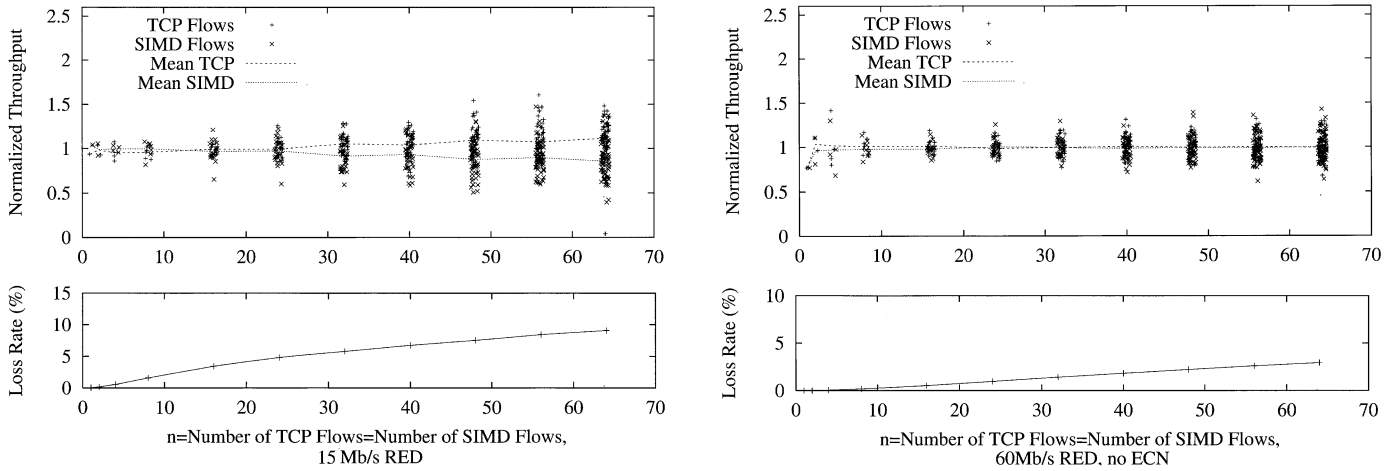 Normalized Throughput
2.5
2
1.5
1
0.5
0
TCP Flows
SIMD Flows
Mean TCP
Mean SIMD
0 10 20 30 40 50 60 70
Loss Rate (%)
15
10
5
0
0 10 20 30 40 50 60 70
n=Number of TCP Flows=Number of SIMD Flows,
15 Mb/s RED
Normalized Throughput
2.5
2
1.5
1
0.5
0
TCP Flows
SIMD Flows
Mean TCP
Mean SIMD
0 10 20 30 40 50 60 70
Loss Rate (%)
10
5
0
0 10 20 30 40 50 60 70
n=Number of TCP Flows=Number of SIMD Flows,
60Mb/s RED, no ECN